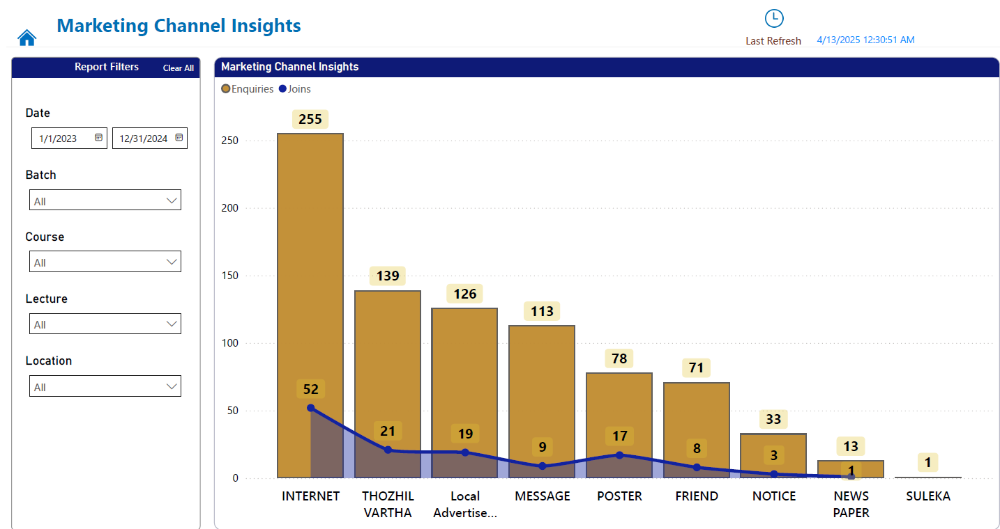 Marketing Channel Insights
Last Refresh 4/13/2025 12:30:51 AM
Report Filters Clear All
Date
1/1/2023 12/31/2024
Batch
All
Course
All
Lecture
All
Location
All
Marketing Channel Insights
Enquiries Joins
250
200
150
100
50
0
255
139
126
113
78
71
33
13
1
52
21
19
9
17
8
3
1
INTERNET
THOZHIL
VARTHA
Local
Advertise...
MESSAGE
POSTER
FRIEND
NOTICE
NEWS
PAPER
SULEKA